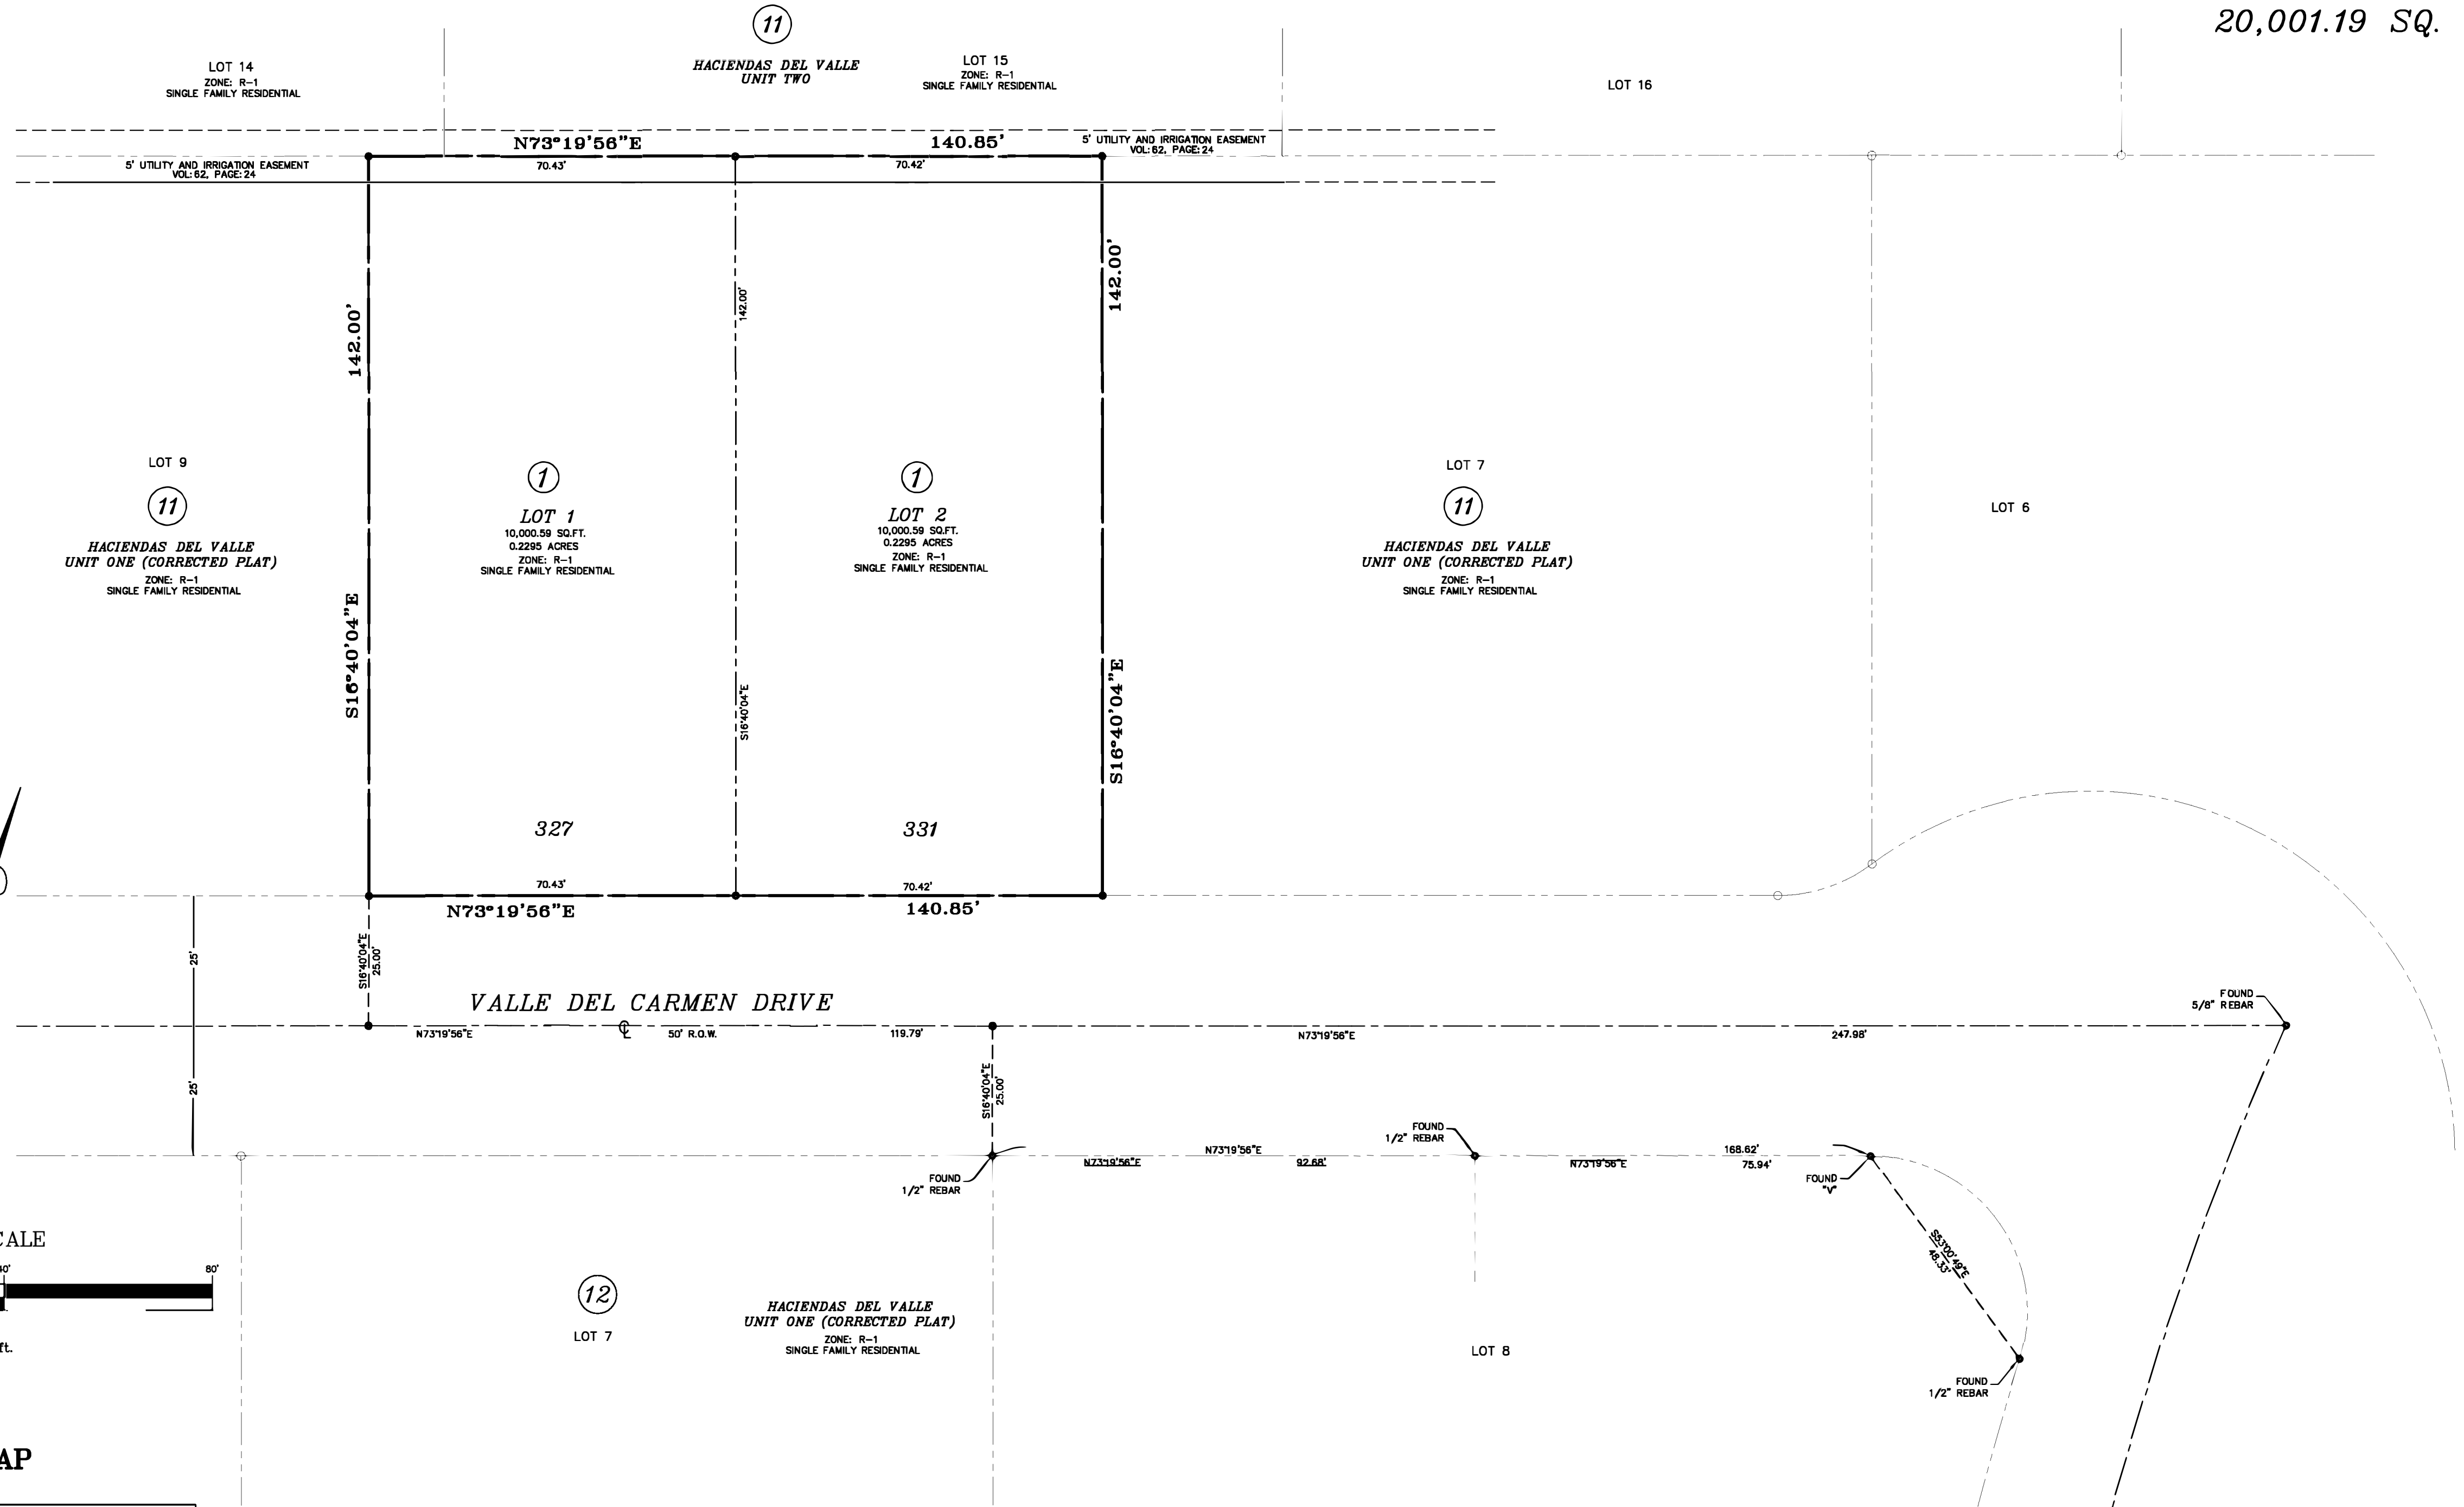 20,001.19 SQ.
11
HACIENDAS DEL VALLE
UNIT TWO
LOT 14
ZONE: R-1
SINGLE FAMILY RESIDENTIAL
LOT 15
ZONE: R-1
SINGLE FAMILY RESIDENTIAL
LOT 16
N73°19'56"E
140.85'
5' UTILITY AND IRRIGATION EASEMENT
VOL: 62, PAGE: 24
5' UTILITY AND IRRIGATION EASEMENT
VOL: 62, PAGE: 24
70.43'
70.42'
142.00'
142.00'
142.00'
LOT 9
11
HACIENDAS DEL VALLE
UNIT ONE (CORRECTED PLAT)
ZONE: R-1
SINGLE FAMILY RESIDENTIAL
1
LOT 1
10,000.59 SQ.FT.
0.2295 ACRES
ZONE: R-1
SINGLE FAMILY RESIDENTIAL
1
LOT 2
10,000.59 SQ.FT.
0.2295 ACRES
ZONE: R-1
SINGLE FAMILY RESIDENTIAL
LOT 7
11
HACIENDAS DEL VALLE
UNIT ONE (CORRECTED PLAT)
ZONE: R-1
SINGLE FAMILY RESIDENTIAL
LOT 6
S16°40'04"E
S16°40'04"E
S16°40'04"E
327
331
70.43'
70.42'
N73°19'56"E
140.85'
25'
S16°40'04"E
25.00'
VALLE DEL CARMEN DRIVE
FOUND
5/8" REBAR
N73°19'56"E
50' R.O.W.
119.79'
N73°19'56"E
247.98'
25'
S16°40'04"E
25.00'
FOUND
1/2" REBAR
N73°19'56"E
168.62'
N73°19'56"E
92.68'
N73°19'56"E
75.94'
FOUND
1/2" REBAR
FOUND
"V"
S53°00'49"E
48.33'
CALE
40'
80'
ft.
12
LOT 7
HACIENDAS DEL VALLE
UNIT ONE (CORRECTED PLAT)
ZONE: R-1
SINGLE FAMILY RESIDENTIAL
LOT 8
FOUND
1/2" REBAR
AP